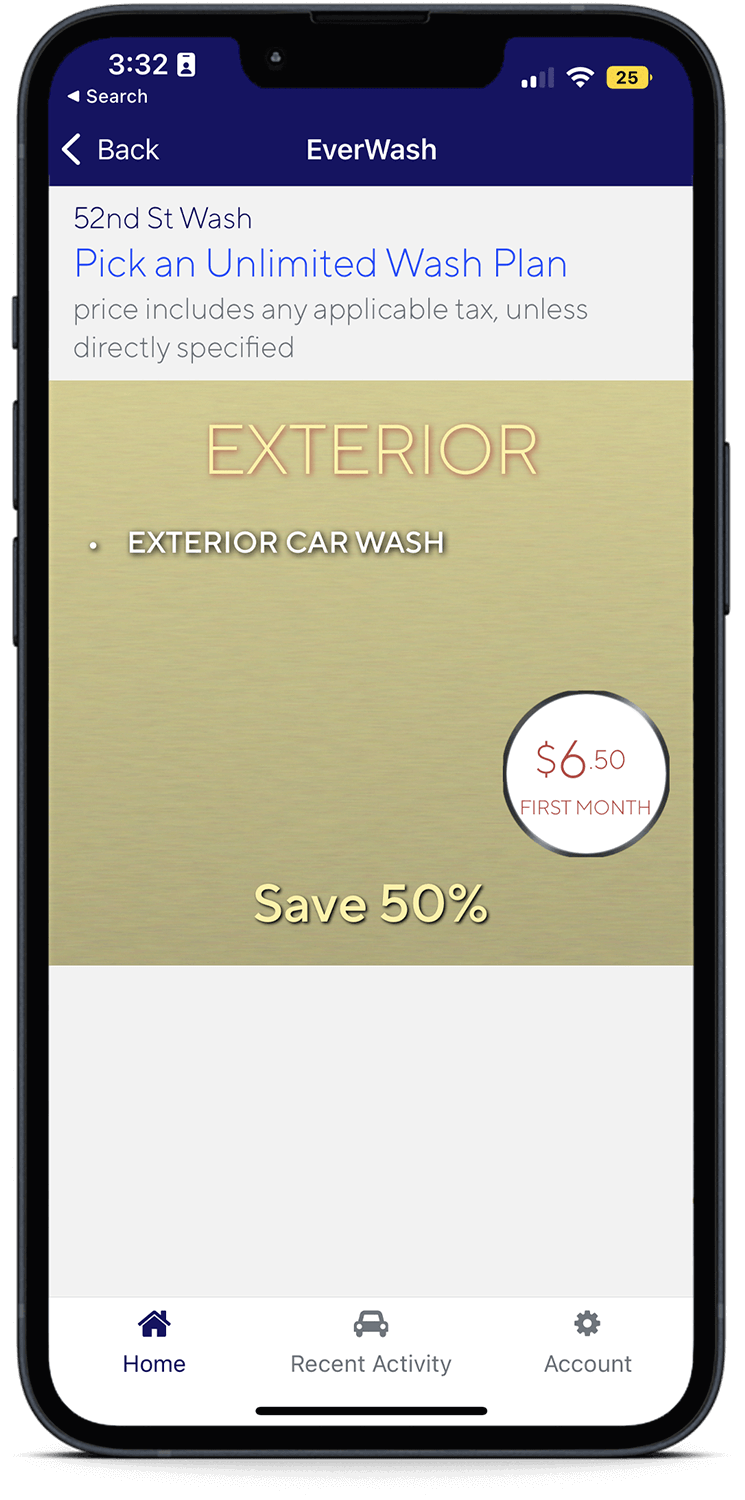 3:32
25
◀ Search
Back
EverWash
52nd St Wash
Pick an Unlimited Wash Plan
price includes any applicable tax, unless
directly specified
EXTERIOR
• EXTERIOR CAR WASH
$6.50
FIRST MONTH
Save 50%
Home
Recent Activity
Account